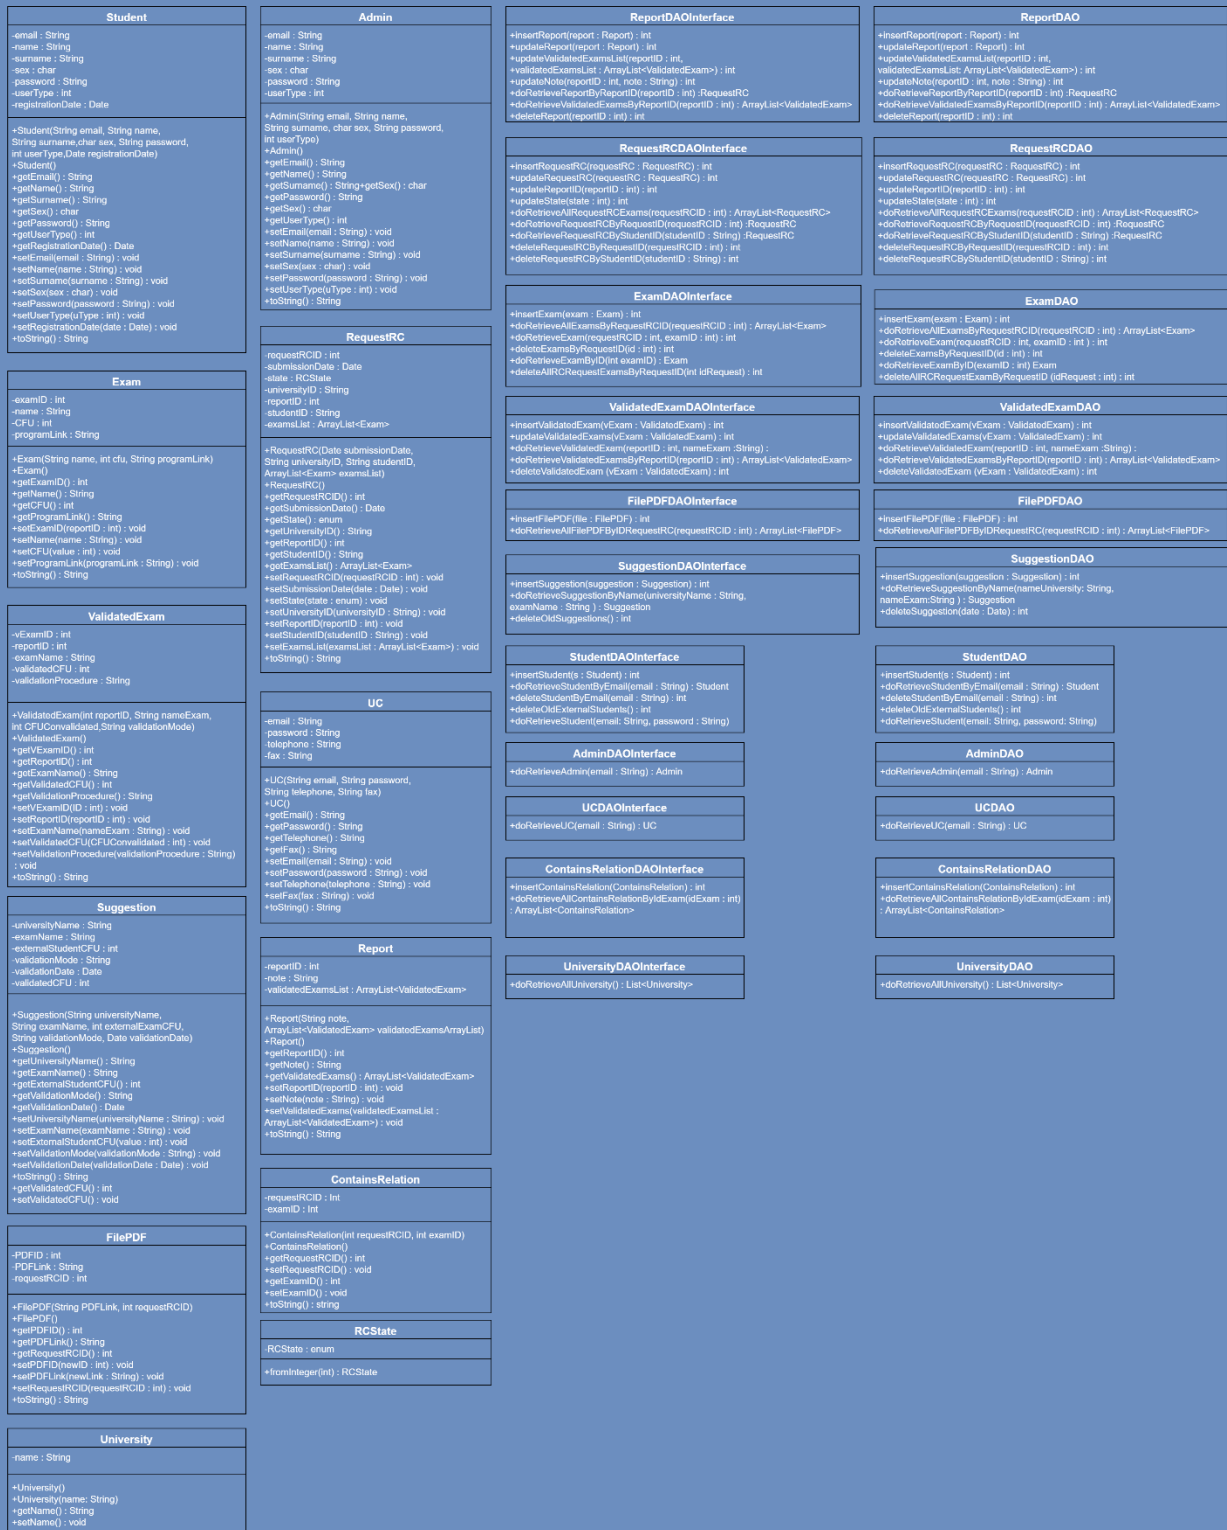 Student
-email : String
-name : String
-surname : String
-sex : char
-password : String
-userType : int
-registrationDate : Date
+Student(String email, String name,
String surname,char sex, String password,
int userType,Date registrationDate)
+Student()
+getEmail() : String
+getName() : String
+getSurname() : String
+getSex() : char
+getPassword() : String
+getUserType() : int
+getRegistrationDate() : Date
+setEmail(email : String) : void
+setName(name : String) : void
+setSurname(surname : String) : void
+setSex(sex : char) : void
+setPassword(password : String) : void
+setUserType(uType : int) : void
+setRegistrationDate(date : Date) : void
+toString() : String
Exam
-examID : Int
-name : String
-CFU : int
-programLink : String
+Exam(String name, int cfu, String programLink)
+Exam()
+getExamID() : Int
+getName() : String
+getCFU() : int
+getProgramLink() : String
+setExamID(reportID : int) : void
+setName(name : String) : void
+setCFU(value : int) : void
+setProgramLink(programLink : String) : void
+toString() : String
ValidatedExam
-vExamID : int
-reportID : int
-examName : String
-validatedCFU : int
-validationProcedure : String
+ValidatedExam(int reportID, String nameExam,
int CFUConvalidated,String validationMode)
+ValidatedExam()
+getVExamID() : int
+getReportID() : int
+getExamName() : String
+getValidatedCFU() : int
+getValidationProcedure() : String
+setVExamID(ID : int) : void
+setReportID(reportID : int) : void
+setExamName(nameExam : String) : void
+setValidatedCFU(CFUConvalidated : int) : void
+setValidationProcedure(validationProcedure : String)
: void
+toString() : String
Suggestion
-universityName : String
-examName : String
-externalStudentCFU : int
-validationMode : String
-validationDate : Date
-validatedCFU : int
+Suggestion(String universityName,
String examName, int externalExamCFU,
String validationMode, Date validationDate)
+Suggestion()
+getUniversityName() : String
+getExamName() : String
+getExternalStudentCFU() : int
+getValidationMode() : String
+getValidationDate() : Date
+setUniversityName(universityName : String) : void
+setExamName(examName : String) : void
+setExternalStudentCFU(value : int) : void
+setValidationMode(validationMode : String) : void
+setValidationDate(validationDate : Date) : void
+toString() : String
+getValidatedCFU() : int
+setValidatedCFU() : void
FilePDF
-PDFID : int
-PDFLink : String
-requestRCID : int
+FilePDF(String PDFLink, int requestRCID)
+FilePDF()
+getPDFID() : int
+getPDFLink() : String
+getRequestRCID() : int
+setPDFID(newID : int) : void
+setPDFLink(newLink : String) : void
+setRequestRCID(requestRCID : int) : void
+toString() : String
University
-name : String
+University()
+University(name: String)
+getName() : String
+setName() : void
Admin
-email : String
-name : String
-surname : String
-sex : char
-password : String
-userType : int
+Admin(String email, String name,
String surname, char sex, String password,
int userType)
+Admin()
+getEmail() : String
+getName() : String
+getSurname() : String+getSex() : char
+getPassword() : String
+getSex() : char
+getUserType() : int
+setEmail(email : String) : void
+setName(name : String) : void
+setSurname(surname : String) : void
+setSex(sex : char) : void
+setPassword(password : String) : void
+setUserType(uType : int) : void
+toString() : String
RequestRC
-requestRCID : int
-submissionDate : Date
-state : RCState
-universityID : String
-reportID : int
-studentID : String
-examsList : ArrayList<Exam>
+RequestRC(Date submissionDate,
String universityID, String studentID,
ArrayList<Exam> examsList)
+RequestRC()
+getRequestRCID() : int
+getSubmissionDate() : Date
+getState() : enum
+getUniversityID() : String
+getReportID() : int
+getStudentID() : String
+getExamsList() : ArrayList<Exam>
+setRequestRCID(requestRCID : int) : void
+setSubmissionDate(date : Date) : void
+setState(state : enum) : void
+setUniversityID(universityID : String) : void
+setReportID(reportID : int) : void
+setStudentID(studentID : String) : void
+setExamsList(examsList : ArrayList<Exam>) : void
+toString() : String
UC
-email : String
-password : String
-telephone : String
-fax : String
+UC(String email, String password,
String telephone, String fax)
+UC()
+getEmail() : String
+getPassword() : String
+getTelephone() : String
+getFax() : String
+setEmail(email : String) : void
+setPassword(password : String) : void
+setTelephone(telephone : String) : void
+setFax(fax : String) : void
+toString() : String
Report
-reportID : int
-note : String
-validatedExamsList : ArrayList<ValidatedExam>
+Report(String note,
ArrayList<ValidatedExam> validatedExamsArrayList)
+Report()
+getReportID() : int
+getNote() : String
+getValidatedExams() : ArrayList<ValidatedExam>
+setReportID(reportID : int) : void
+setNote(note : String) : void
+setValidatedExams(validatedExamsList :
ArrayList<ValidatedExam>) : void
+toString() : String
ContainsRelation
-requestRCID : Int
-examID : Int
+ContainsRelation(int requestRCID, int examID)
+ContainsRelation()
+getRequestRCID() : int
+setRequestRCID() : void
+getExamID() : int
+setExamID() : void
+toString() : string
RCState
-RCState : enum
+fromInteger(int) : RCState
ReportDAOInterface
+insertReport(report : Report) : int
+updateReport(report : Report) : int
+updateValidatedExamsList(reportID : int,
+validatedExamsList : ArrayList<ValidatedExam>) : int
+updateNote(reportID : int, note : String) : int
+doRetrieveReportByReportID(reportID : int) :RequestRC
+doRetrieveValidatedExamsByReportID(reportID : int) : ArrayList<ValidatedExam>
+deleteReport(reportID : int) : int
RequestRCDAOInterface
+insertRequestRC(requestRC : RequestRC) : int
+updateRequestRC(requestRC : RequestRC) : int
+updateReportID(reportID : int) : int
+updateState(state : int) : int
+doRetrieveAllRequestRCExams(requestRCID : int) : ArrayList<RequestRC>
+doRetrieveRequestRCByRequestID(requestRCID : int) :RequestRC
+doRetrieveRequestRCByStudentID(studentID : String) :RequestRC
+deleteRequestRCByRequestID(requestRCID : int) : int
+deleteRequestRCByStudentID(studentID : String) : int
ExamDAOInterface
+insertExam(exam : Exam) : int
+doRetrieveAllExamsByRequestRCID(requestRCID : int) : ArrayList<Exam>
+doRetrieveExam(requestRCID : int, examID : int) : int
+deleteExamsByRequestID(id : int) : int
+doRetrieveExamByID(int examID) : Exam
+deleteAllRCRequestExamsByRequestID(int idRequest) : int
ValidatedExamDAOInterface
+insertValidatedExam(vExam : ValidatedExam) : int
+updateValidatedExams(vExam : ValidatedExam) : int
+doRetrieveValidatedExam(reportID : int, nameExam :String) :
+doRetrieveValidatedExamsByReportID(reportID : int) : ArrayList<ValidatedExam>
+deleteValidatedExam (vExam : ValidatedExam) : int
FilePDFDAOInterface
+insertFilePDF(file : FilePDF) : int
+doRetrieveAllFilePDFByIDRequestRC(requestRCID : int) : ArrayList<FilePDF>
SuggestionDAOInterface
+insertSuggestion(suggestion : Suggestion) : int
+doRetrieveSuggestionByName(universityName : String,
examName : String ) : Suggestion
+deleteOldSuggestions() : int
StudentDAOInterface
+insertStudent(s : Student) : int
+doRetrieveStudentByEmail(email : String) : Student
+deleteStudentByEmail(email : String) : int
+deleteOldExternalStudents() : int
+doRetrieveStudent(email: String, password : String)
AdminDAOInterface
+doRetrieveAdmin(email : String) : Admin
UCDAOInterface
+doRetrieveUC(email : String) : UC
ContainsRelationDAOInterface
+insertContainsRelation(ContainsRelation) : int
+doRetrieveAllContainsRelationByIdExam(idExam : int)
: ArrayList<ContainsRelation>
UniversityDAOInterface
+doRetrieveAllUniversity() : List<University>
ReportDAO
+insertReport(report : Report) : int
+updateReport(report : Report) : int
+updateValidatedExamsList(reportID : int,
validatedExamsList: ArrayList<ValidatedExam>) : int
+updateNote(reportID : int, note : String) : int
+doRetrieveReportByReportID(reportID : int) :RequestRC
+doRetrieveValidatedExamsByReportID(reportID : int) : ArrayList<ValidatedExam>
+deleteReport(reportID : int) : int
RequestRCDAO
+insertRequestRC(requestRC : RequestRC) : int
+updateRequestRC(requestRC : RequestRC) : int
+updateReportID(reportID : int) : int
+updateState(state : int) : int
+doRetrieveAllRequestRCExams(requestRCID : int) : ArrayList<RequestRC>
+doRetrieveRequestRCByRequestID(requestRCID : int) :RequestRC
+doRetrieveRequestRCByStudentID(studentID : String) :RequestRC
+deleteRequestRCByRequestID(requestRCID : int) : int
+deleteRequestRCByStudentID(studentID : String) : int
ExamDAO
+insertExam(exam : Exam) : int
+doRetrieveAllExamsByRequestRCID(requestRCID : int) : ArrayList<Exam>
+doRetrieveExam(requestRCID : int, examID : int ) : int
+deleteExamsByRequestID(id : int) : int
+doRetrieveExamByID(examID : int) Exam
+deleteAllRCRequestExamByRequestID (idRequest : int) : int
ValidatedExamDAO
+insertValidatedExam(vExam : ValidatedExam) : int
+updateValidatedExams(vExam : ValidatedExam) : int
+doRetrieveValidatedExam(reportID : int, nameExam :String) :
+doRetrieveValidatedExamsByReportID(reportID : int) : ArrayList<ValidatedExam>
+deleteValidatedExam (vExam : ValidatedExam) : int
FilePDFDAO
+insertFilePDF(file : FilePDF) : int
+doRetrieveAllFilePDFByIDRequestRC(requestRCID : int) : ArrayList<FilePDF>
SuggestionDAO
+insertSuggestion(suggestion : Suggestion) : int
+doRetrieveSuggestionByName(nameUniversity: String,
nameExam:String ) : Suggestion
+deleteSuggestion(date : Date) : int
StudentDAO
+insertStudent(s : Student) : int
+doRetrieveStudentByEmail(email : String) : Student
+deleteStudentByEmail(email : String) : int
+deleteOldExternalStudents() : int
+doRetrieveStudent(email: String, password: String)
AdminDAO
+doRetrieveAdmin(email : String) : Admin
UCDAO
+doRetrieveUC(email : String) : UC
ContainsRelationDAO
+insertContainsRelation(ContainsRelation) : int
+doRetrieveAllContainsRelationByIdExam(idExam : int)
: ArrayList<ContainsRelation>
UniversityDAO
+doRetrieveAllUniversity() : List<University>